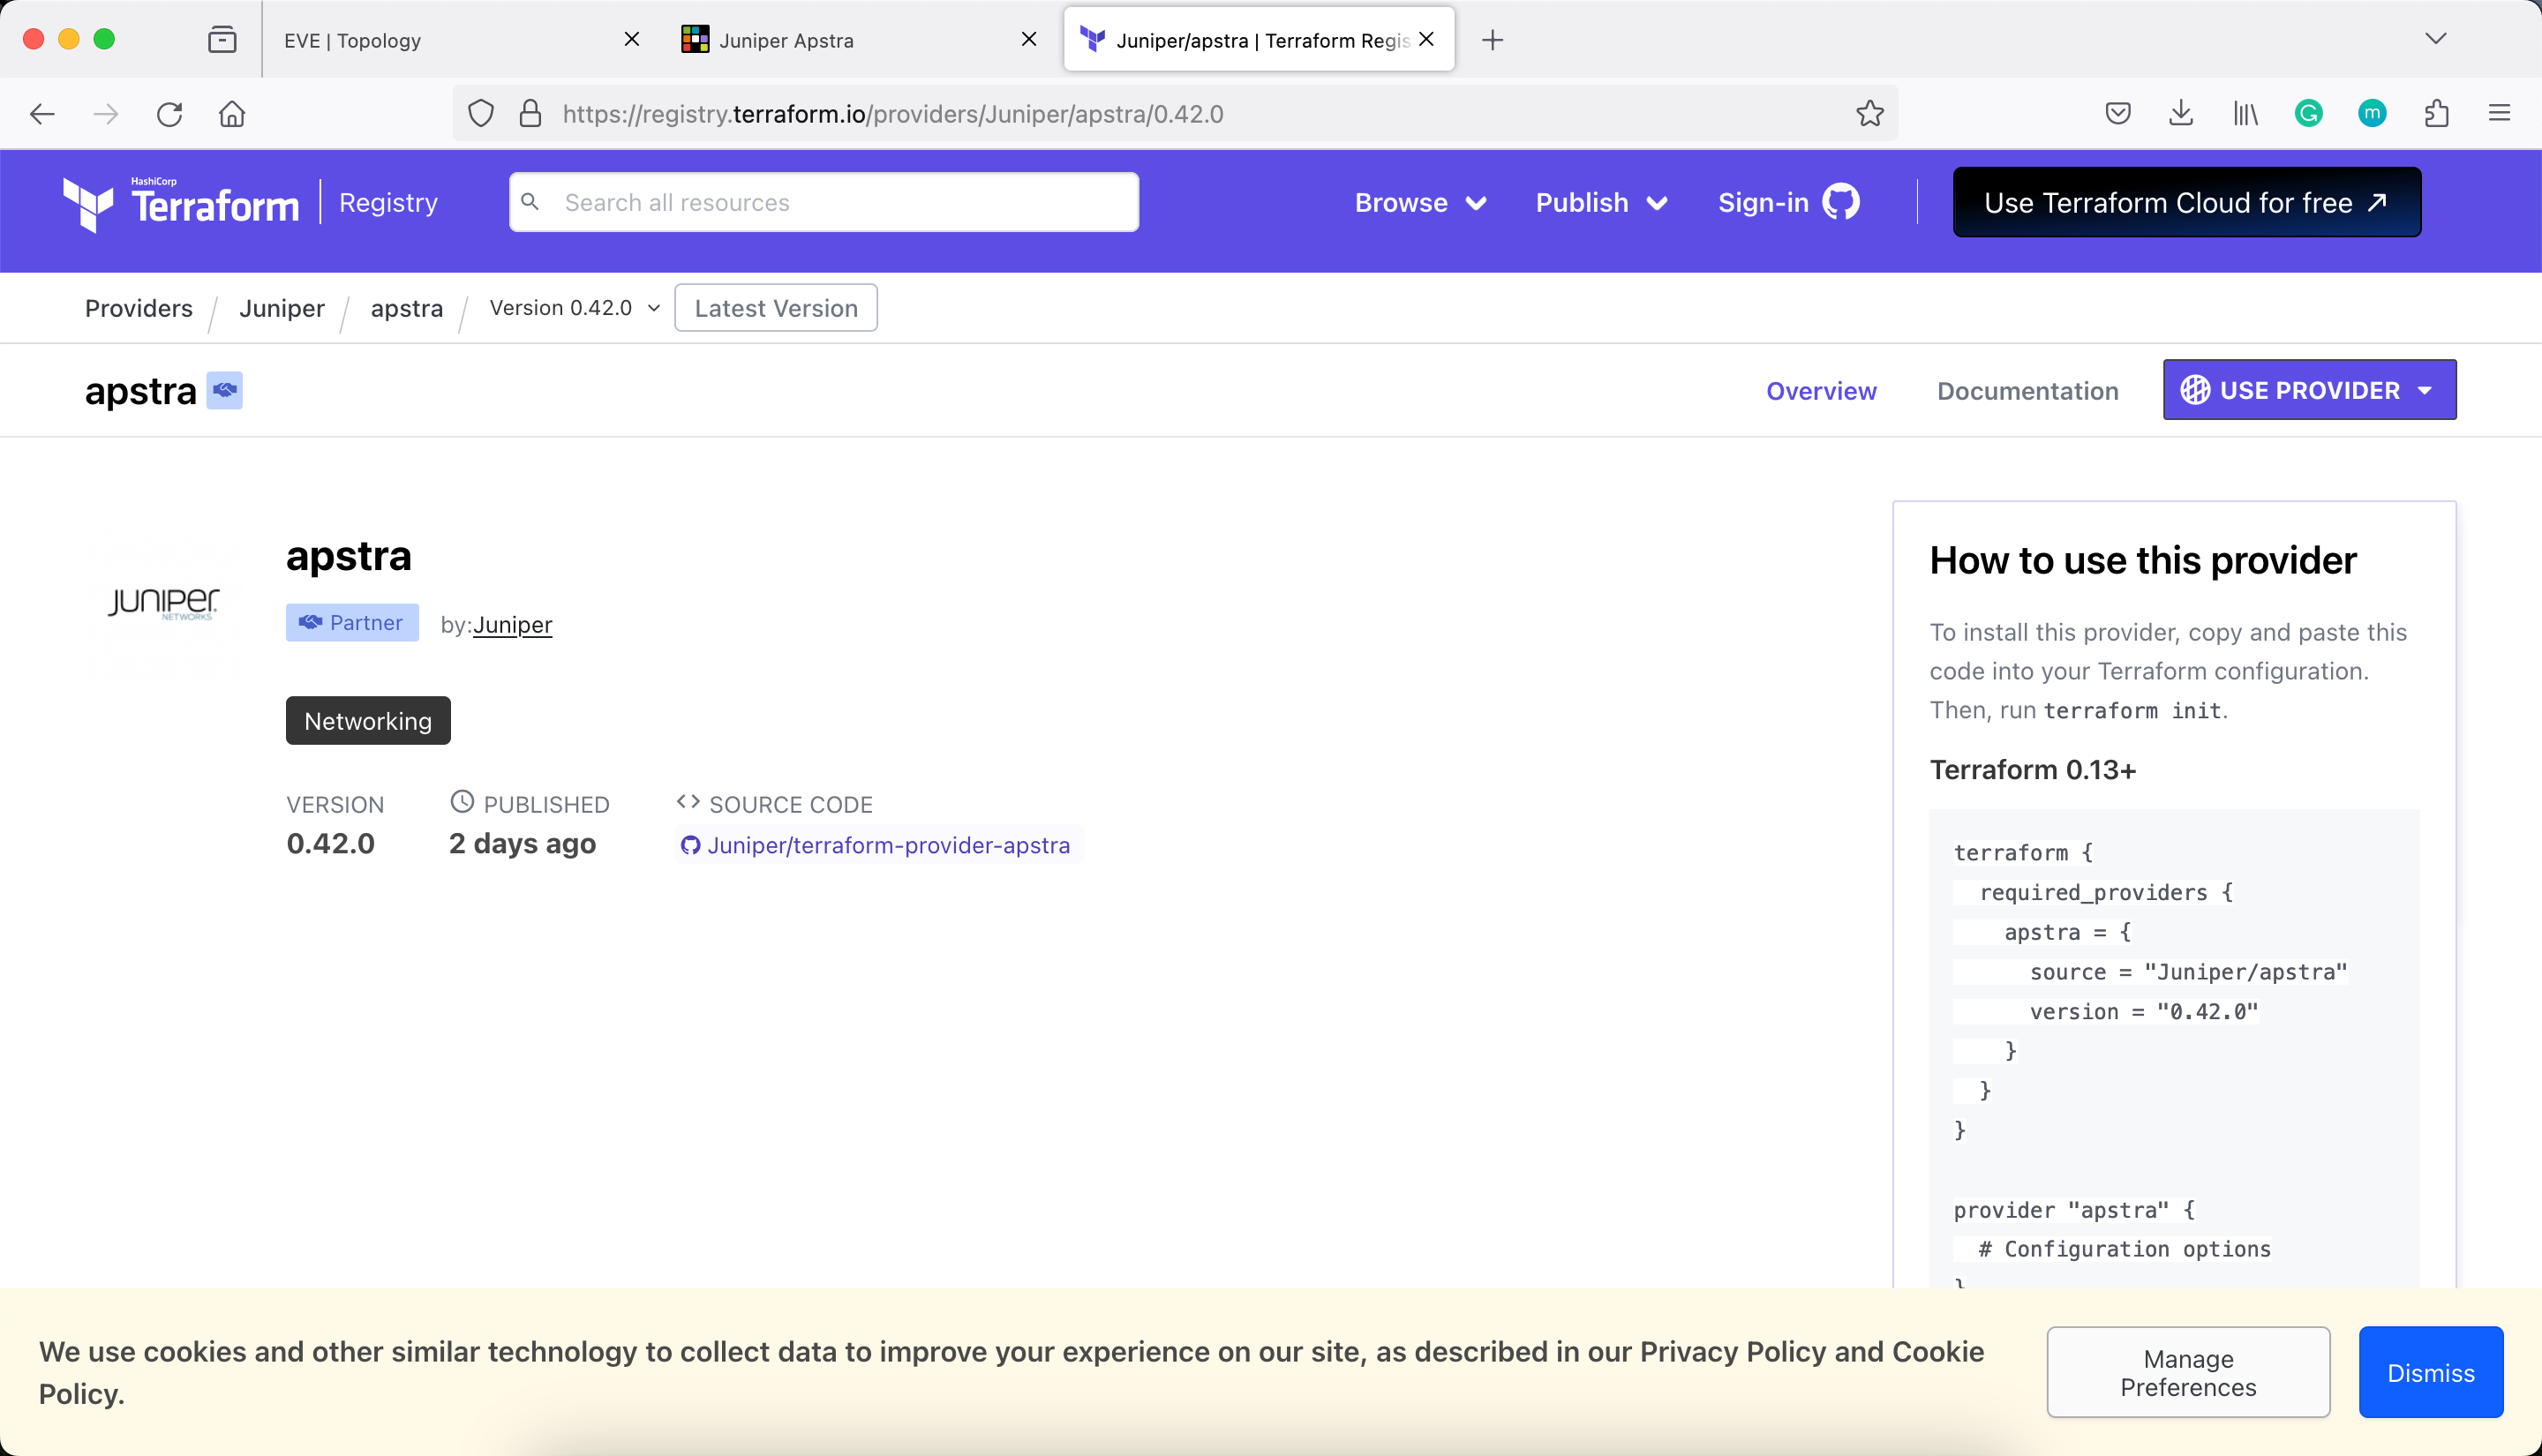 EVE | Topology
Juniper Apstra
Juniper/apstra | Terraform Regis
https://registry.terraform.io/providers/Juniper/apstra/0.42.0
G
m
HashiCorp
Terraform
Registry
Search all resources
Browse
Publish
Sign-in
Use Terraform Cloud for free
Providers / Juniper / apstra / Version 0.42.0
Latest Version
apstra
Overview
Documentation
USE PROVIDER
JUNIPER
NETWORKS
apstra
Partner
by:Juniper
Networking
VERSION
0.42.0
PUBLISHED
2 days ago
SOURCE CODE
Juniper/terraform-provider-apstra
How to use this provider
To install this provider, copy and paste this
code into your Terraform configuration.
Then, run terraform init.
Terraform 0.13+
terraform {
  required_providers {
    apstra = {
      source = "Juniper/apstra"
      version = "0.42.0"
    }
  }
}
provider "apstra" {
  # Configuration options
}
We use cookies and other similar technology to collect data to improve your experience on our site, as described in our Privacy Policy and Cookie
Policy.
Manage
Preferences
Dismiss